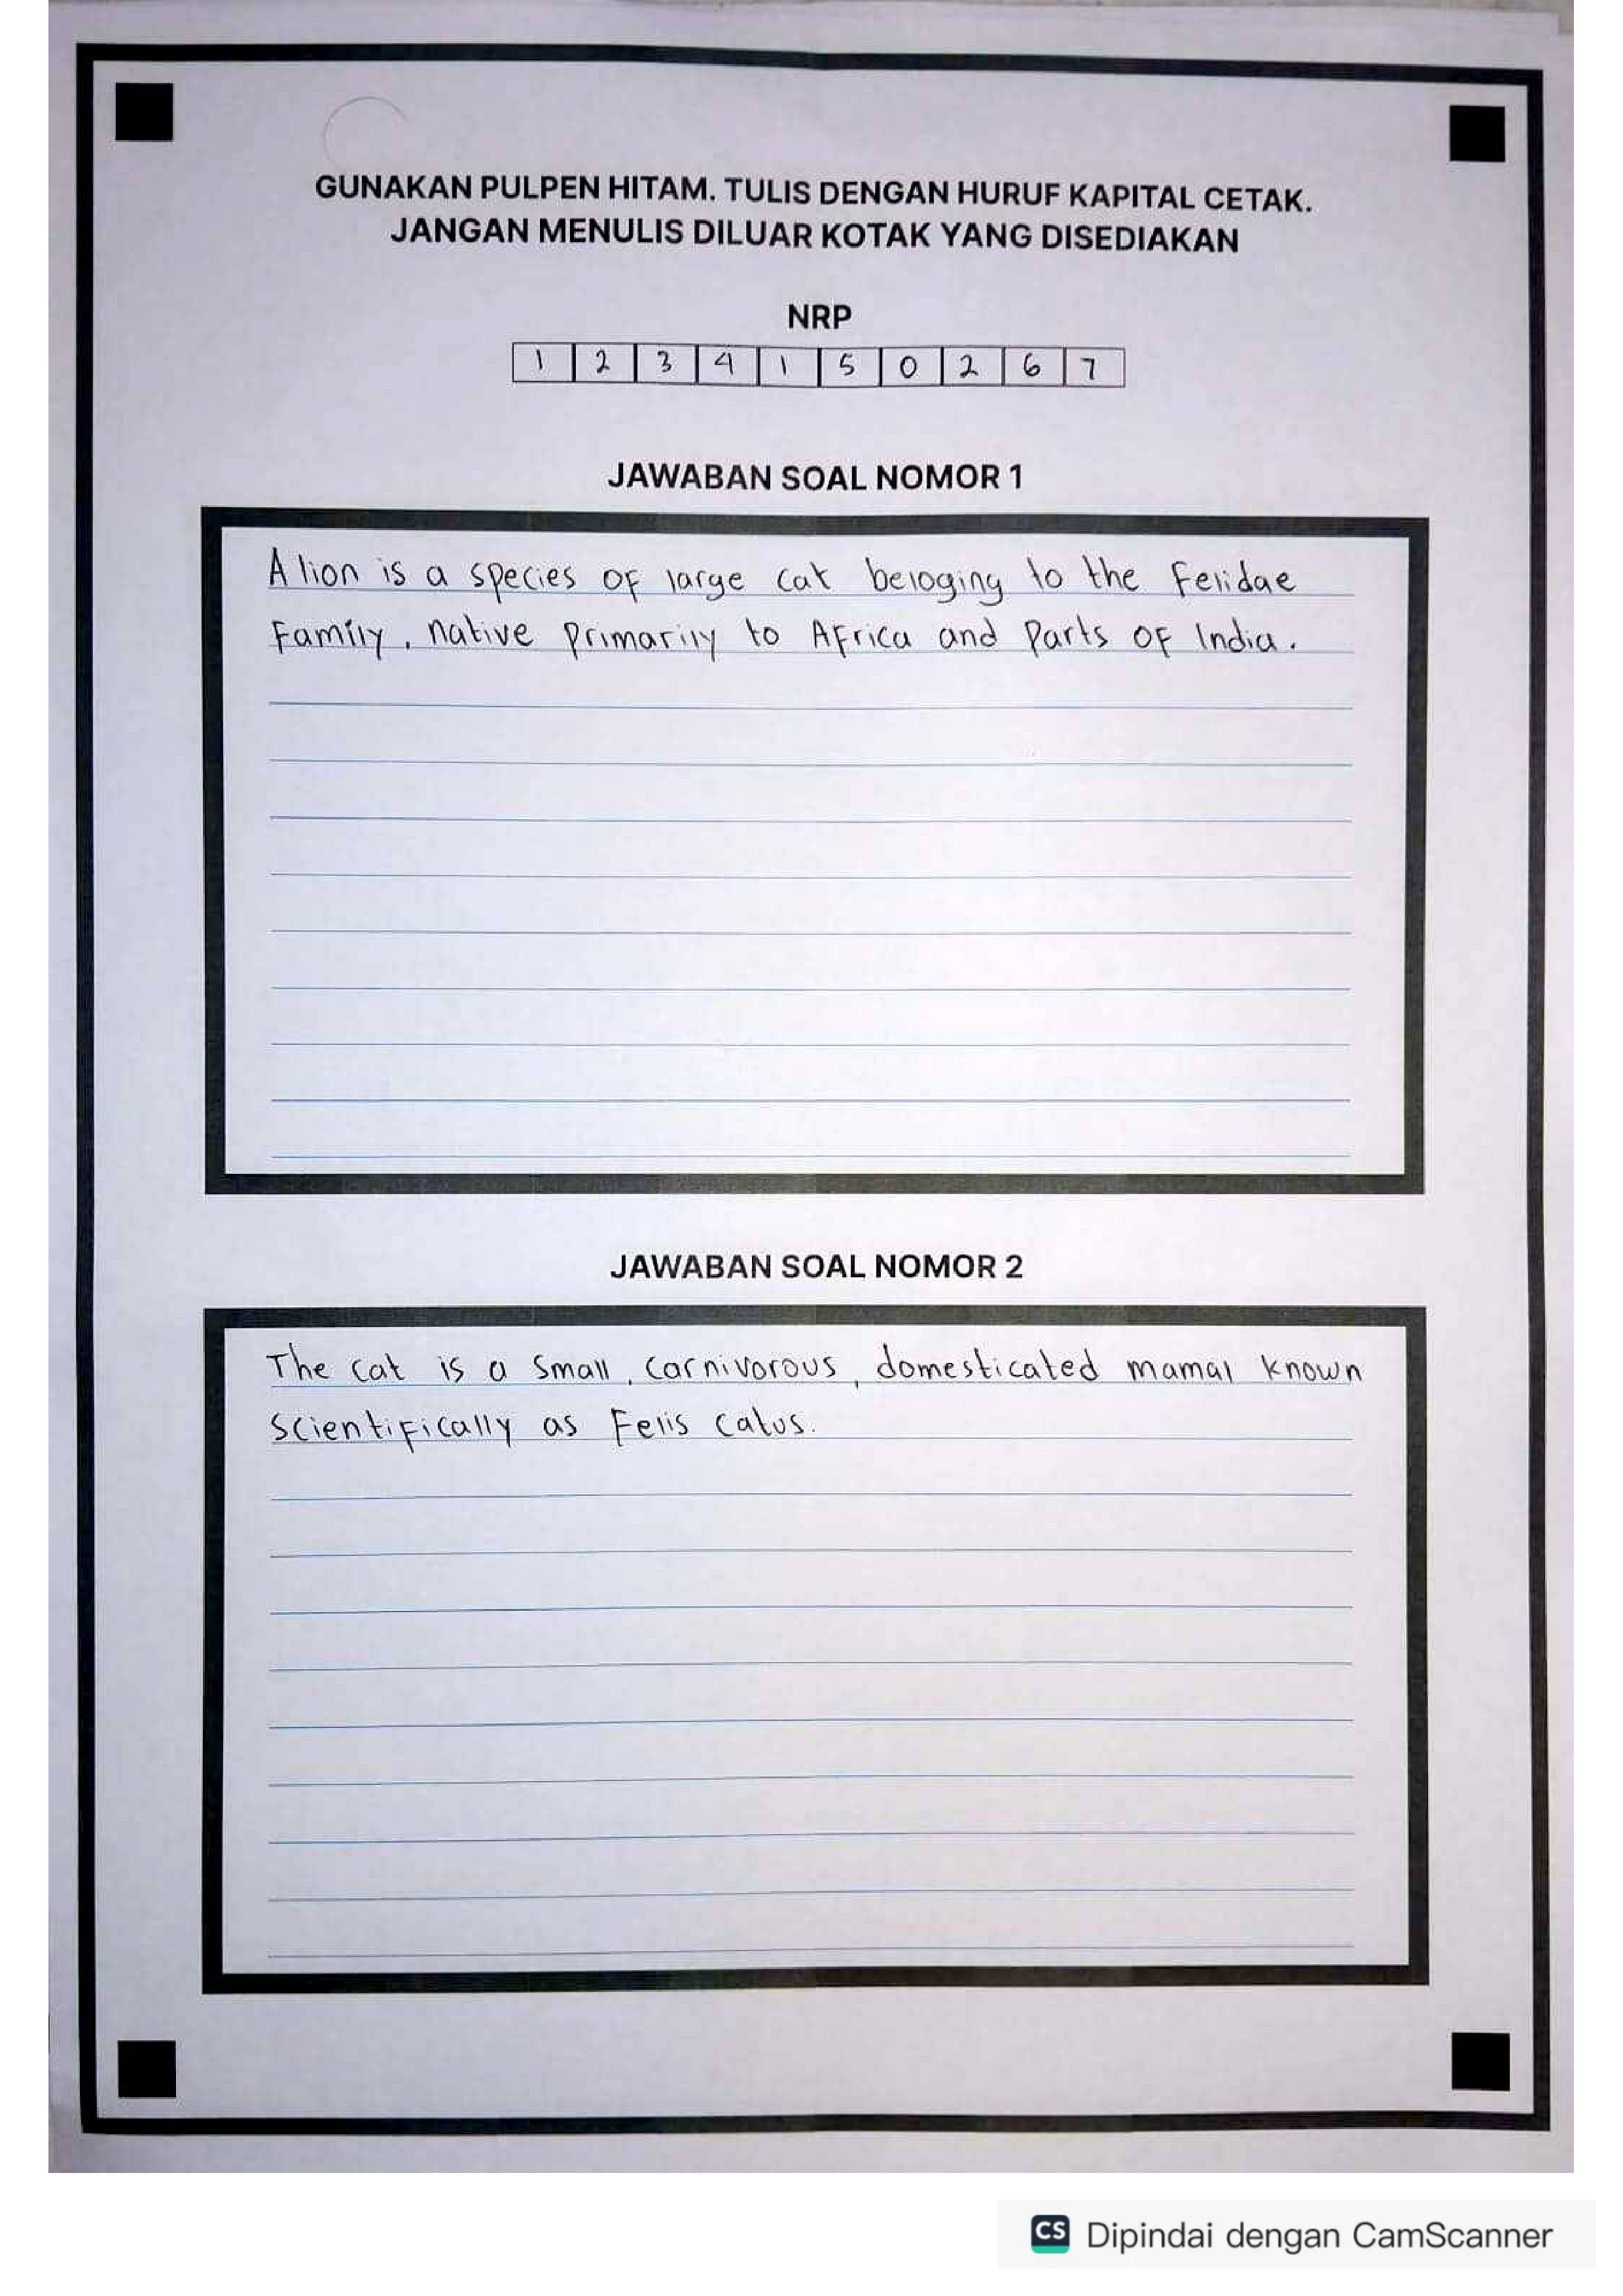 GUNAKAN PULPEN HITAM. TULIS DENGAN HURUF KAPITAL CETAK.
JANGAN MENULIS DILUAR KOTAK YANG DISEDIAKAN
NRP
1 2 3 4 1 5 0 2 6 7
JAWABAN SOAL NOMOR 1
A lion is a species of large cat beloging to the Felidae
Family, native primarily to Africa and Parts of India.
JAWABAN SOAL NOMOR 2
The cat is a small, carnivorous, domesticated mamal known
scientifically as Felis catus.
CS Dipindai dengan CamScanner